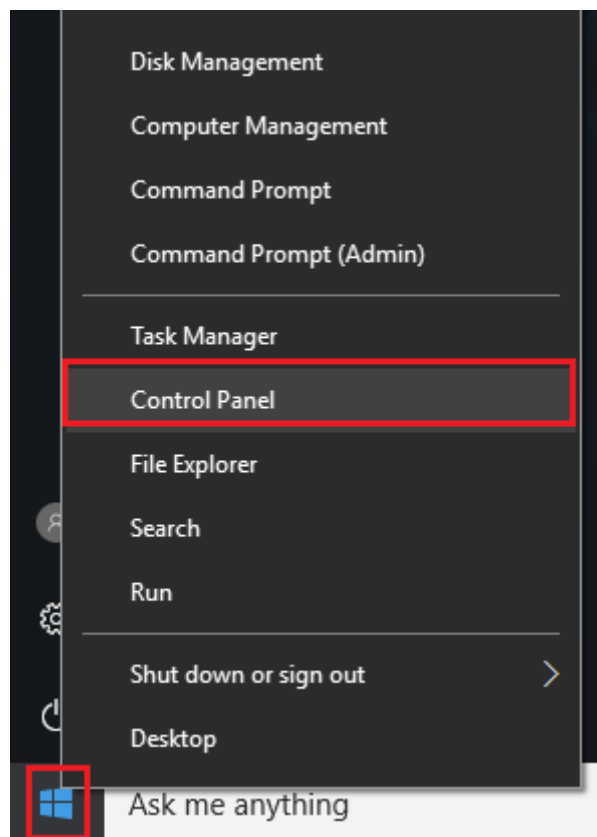 Disk Management
Computer Management
Command Prompt
Command Prompt (Admin)
Task Manager
Control Panel
File Explorer
Search
Run
Shut down or sign out
Desktop
Ask me anything